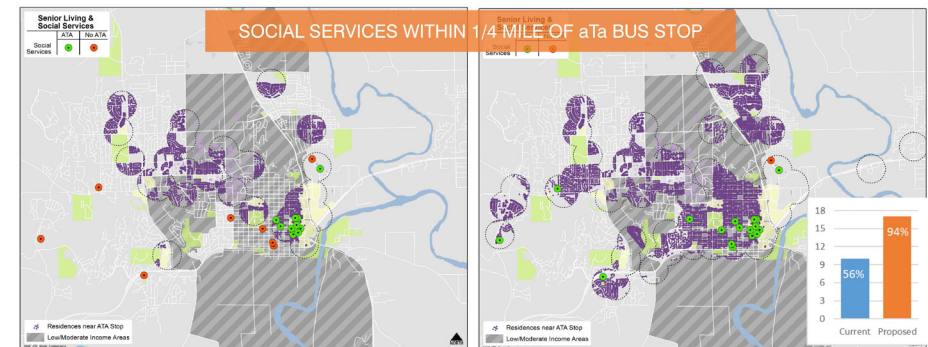 SOCIAL SERVICES WITHIN 1/4 MILE OF aTa BUS STOP
Senior Living &
Social Services
ATA No ATA
Social
Services
Residences near ATA Stop
Low/Moderate Income Areas
Senior Living &
Social Services
Residences near ATA Stop
Low/Moderate Income Areas
18
15
12
9
6
3
0
56%
94%
Current Proposed